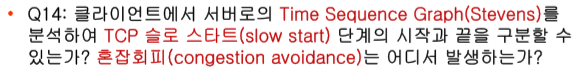 • Q14: 클라이언트에서 서버로의 Time Sequence Graph(Stevens)를
분석하여 TCP 슬로 스타트(slow start) 단계의 시작과 끝을 구분할 수
있는가? 혼잡회피(congestion avoidance)는 어디서 발생하는가?